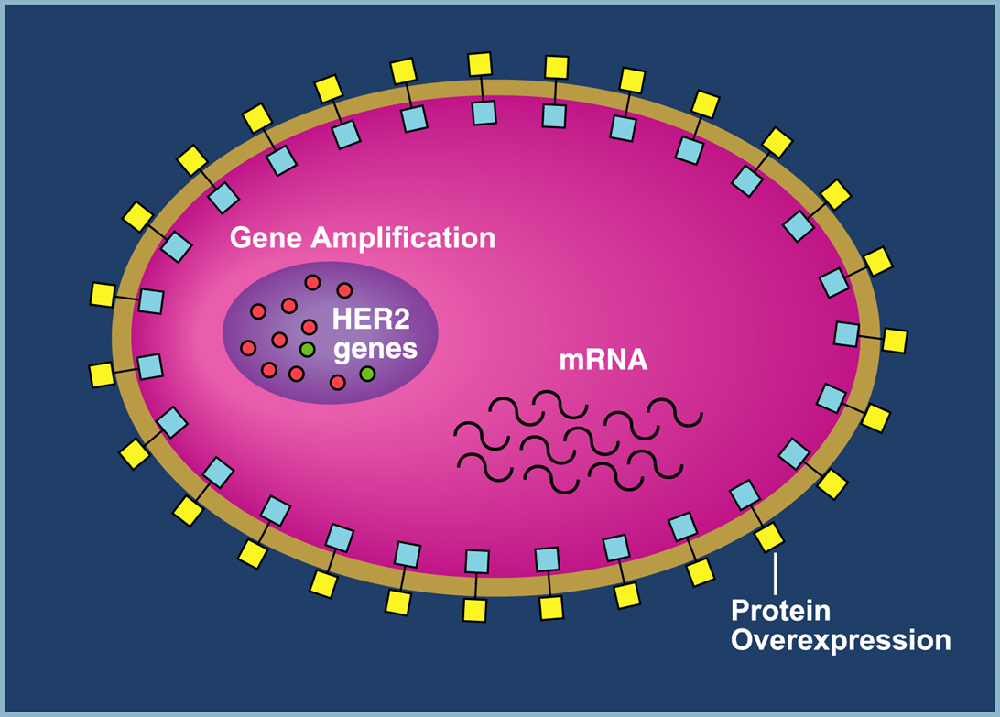 Gene Amplification
HER2
genes
mRNA
Protein
Overexpression